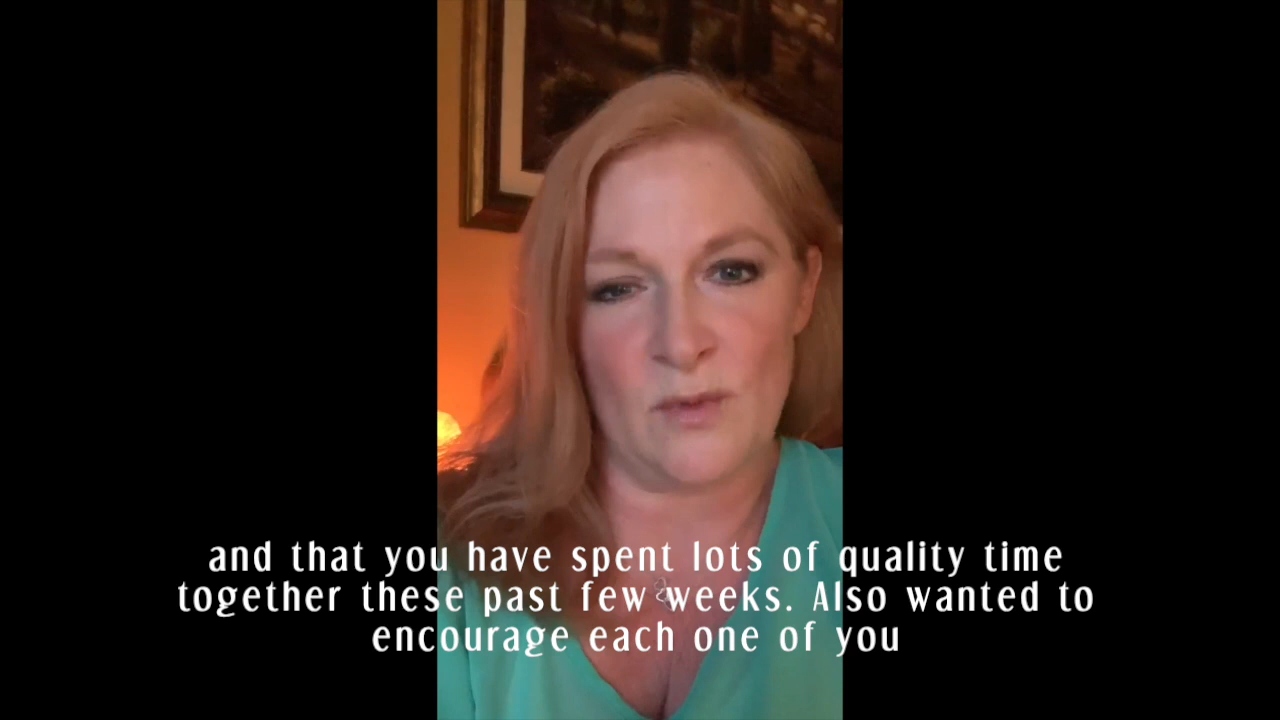 and that you have spent lots of quality time
together these past few weeks. Also wanted to
encourage each one of you